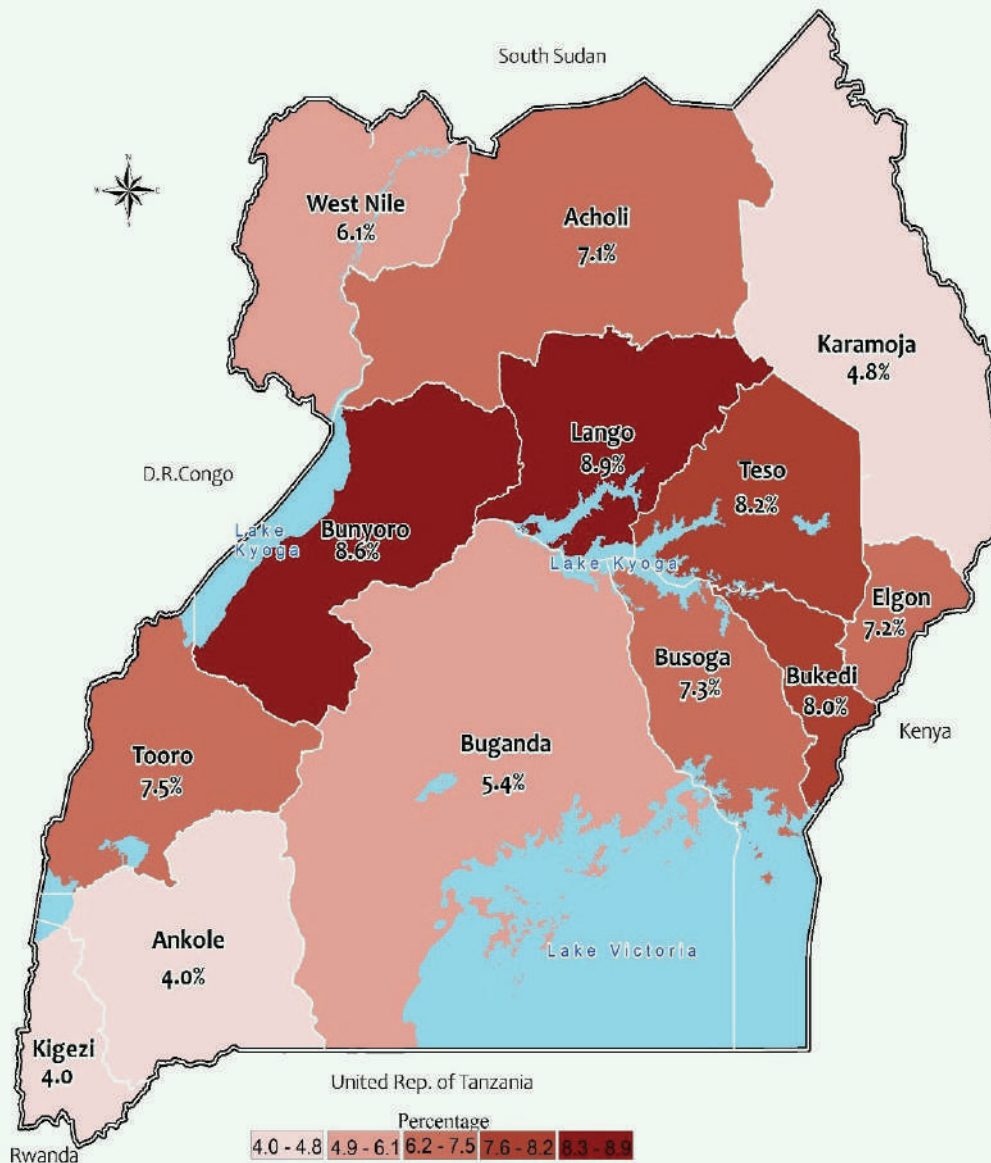 South Sudan
N
W
E
S
West Nile
6.1%
Acholi
7.1%
Karamoja
4.8%
Lango
8.9%
Teso
8.2%
D.R.Congo
Lake
Kyoga
Bunyoro
8.6%
Lake Kyoga
Elgon
7.2%
Busoga
7.3%
Bukedi
8.0%
Kenya
Tooro
7.5%
Buganda
5.4%
Ankole
4.0%
Lake Victoria
Kigezi
4.0
United Rep. of Tanzania
Rwanda
Percentage
4.0 - 4.8 4.9 - 6.1 6.2 - 7.5 7.6 - 8.2 8.3 - 8.9